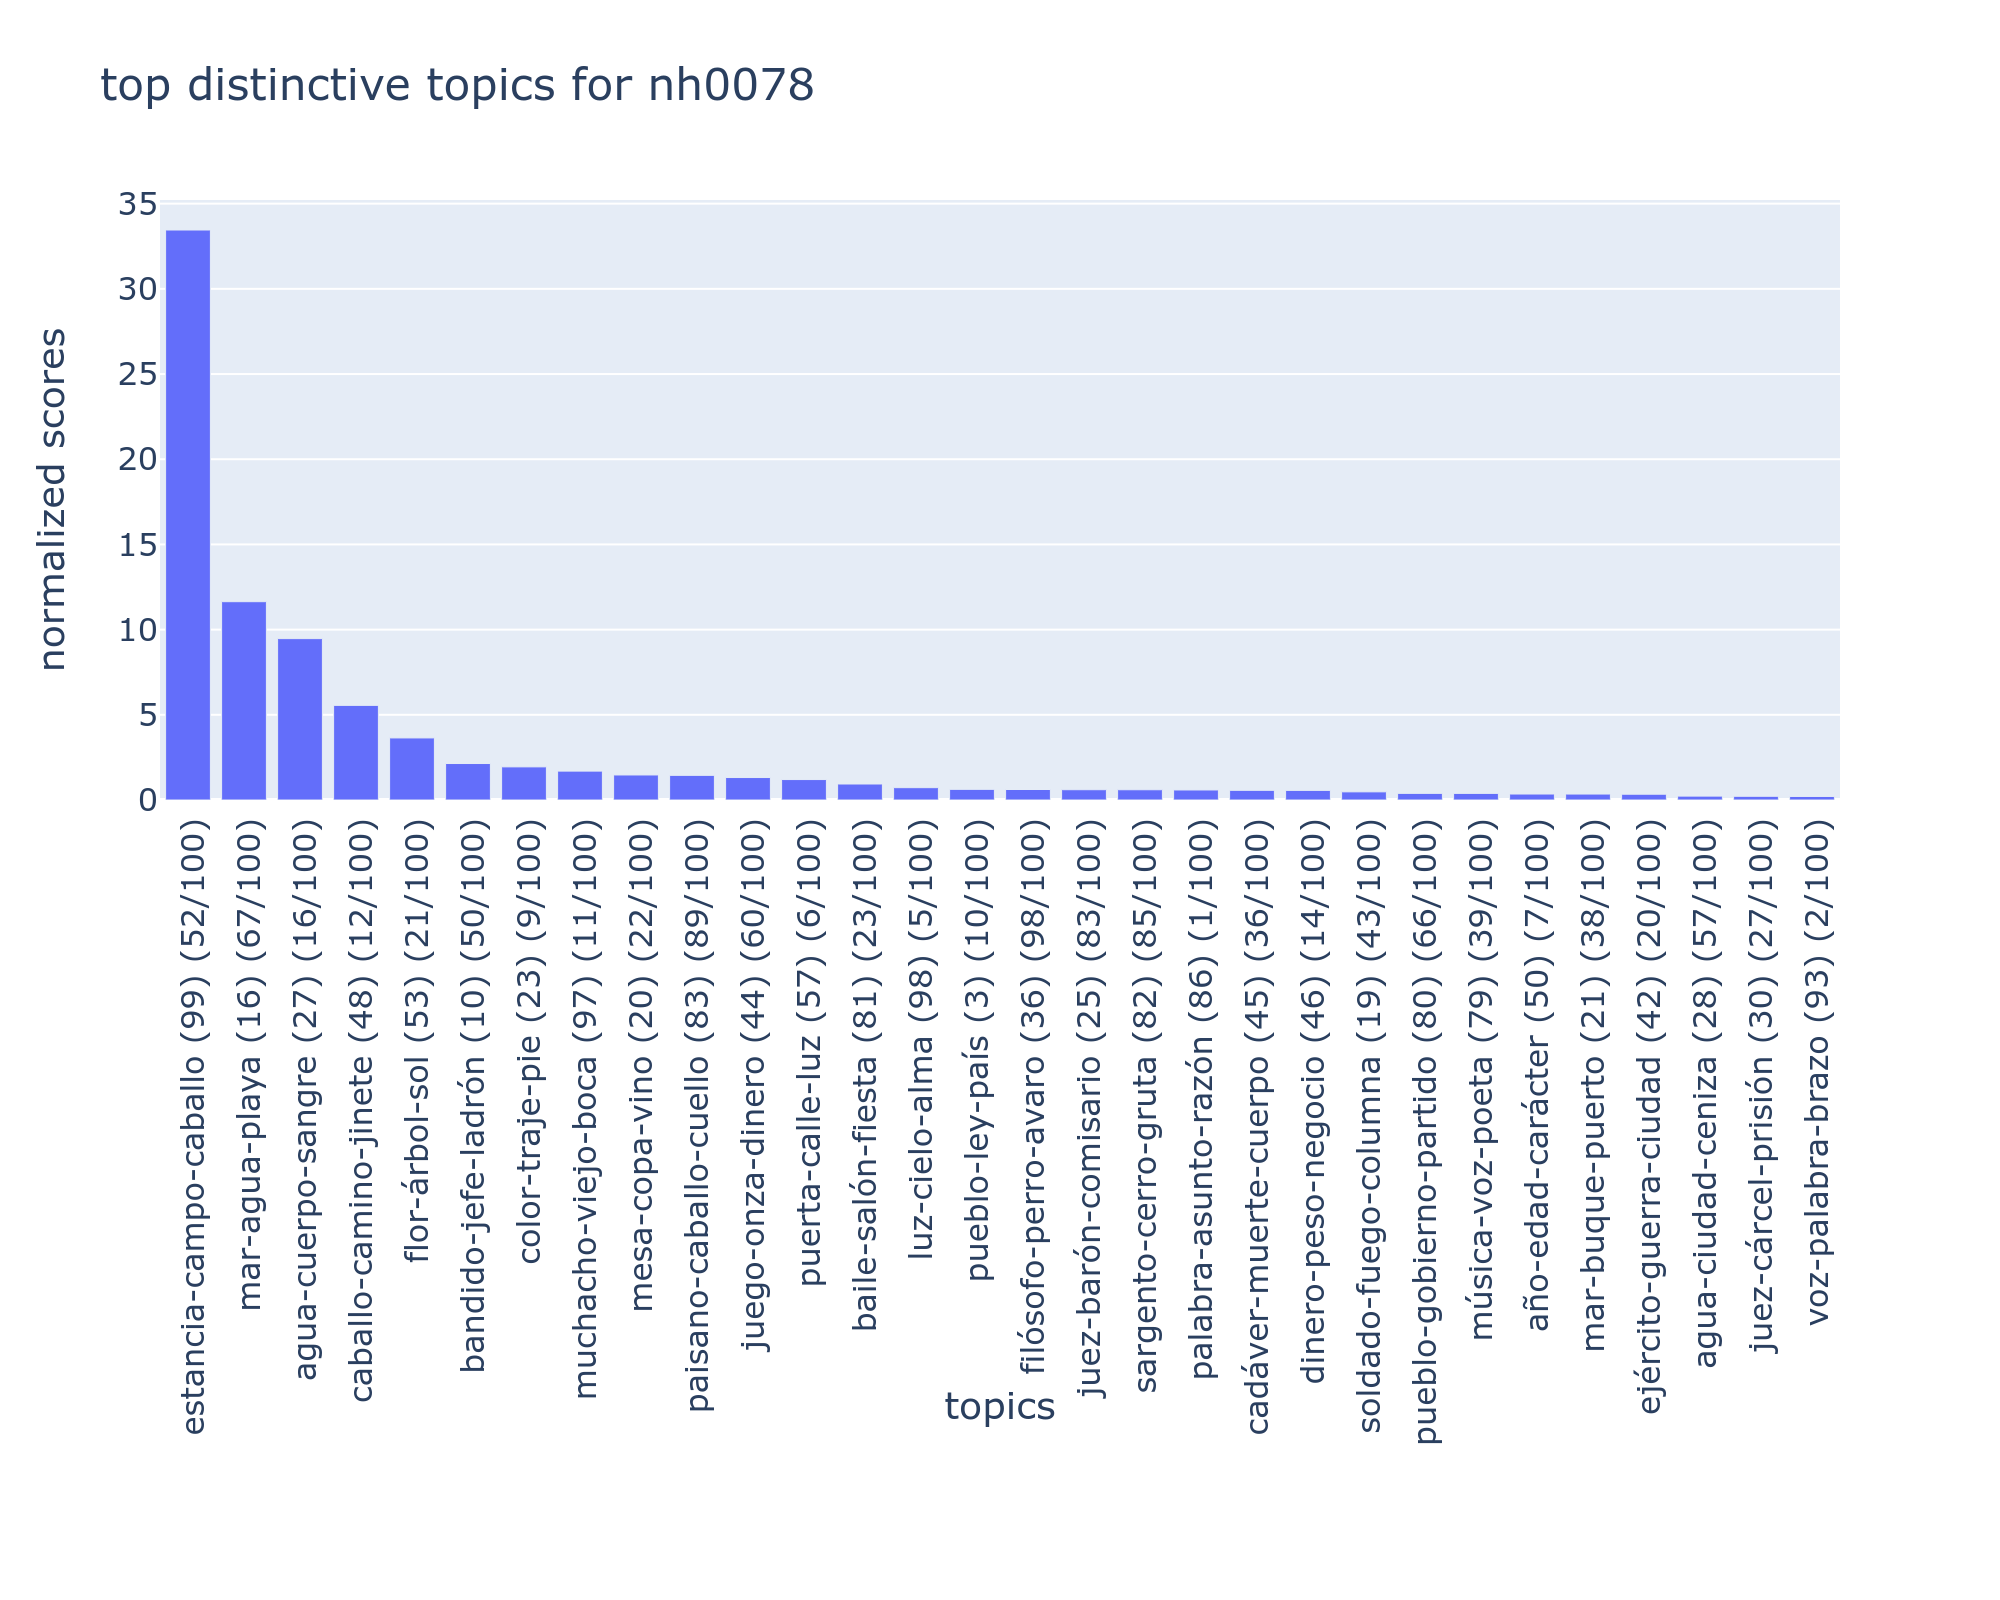 top distinctive topics for nh0078
35
30
25
20
15
10
5
0
normalized scores
estancia-campo-caballo (99) (52/100)
mar-agua-playa (16) (67/100)
agua-cuerpo-sangre (27) (16/100)
caballo-camino-jinete (48) (12/100)
flor-árbol-sol (53) (21/100)
bandido-jefe-ladrón (10) (50/100)
color-traje-pie (23) (9/100)
muchacho-viejo-boca (97) (11/100)
mesa-copa-vino (20) (22/100)
paisano-caballo-cuello (83) (89/100)
juego-onza-dinero (44) (60/100)
puerta-calle-luz (57) (6/100)
baile-salón-fiesta (81) (23/100)
luz-cielo-alma (98) (5/100)
pueblo-ley-país (3) (10/100)
filósofo-perro-avaro (36) (98/100)
juez-barón-comisario (25) (83/100)
sargento-cerro-gruta (82) (85/100)
palabra-asunto-razón (86) (1/100)
cadáver-muerte-cuerpo (45) (36/100)
dinero-peso-negocio (46) (14/100)
soldado-fuego-columna (19) (43/100)
pueblo-gobierno-partido (80) (66/100)
música-voz-poeta (79) (39/100)
año-edad-carácter (50) (7/100)
mar-buque-puerto (21) (38/100)
ejército-guerra-ciudad (42) (20/100)
agua-ciudad-ceniza (28) (57/100)
juez-cárcel-prisión (30) (27/100)
voz-palabra-brazo (93) (2/100)
topics